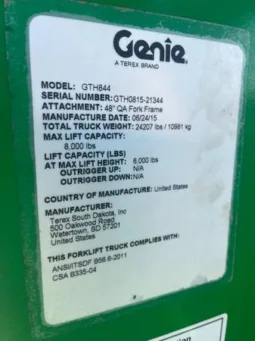 Genie
A TEREX BRAND
MODEL: GTH844
SERIAL NUMBER: GTH0815-21344
ATTACHMENT: 48" QA Fork Frame
MANUFACTURE DATE: 06/24/15
TOTAL TRUCK WEIGHT: 24207 lbs / 10981 kg
MAX LIFT CAPACITY:
8,000 lbs
LIFT CAPACITY (LBS)
AT MAX LIFT HEIGHT: 6,000 lbs
OUTRIGGER UP: N/A
OUTRIGGER DOWN: N/A
COUNTRY OF MANUFACTURE: United States
MANUFACTURER:
Terex South Dakota, Inc
500 Oakwood Road
Watertown, SD 57201
United States
THIS FORKLIFT TRUCK COMPLIES WITH:
ANSI/ITSDF B56.6-2011
CSA B335-04